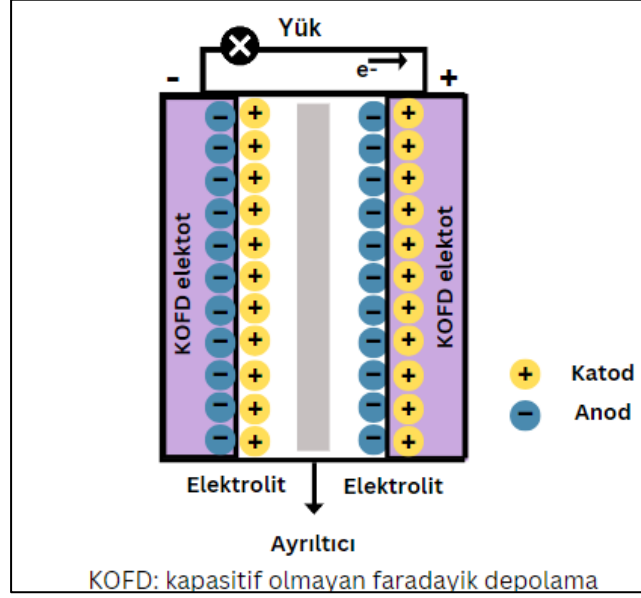 Yük
e-
-
+
KOFD elektot
KOFD elektot
+ Katod
− Anod
Elektrolit
Elektrolit
Ayrıltıcı
KOFD: kapasitif olmayan faradayik depolama